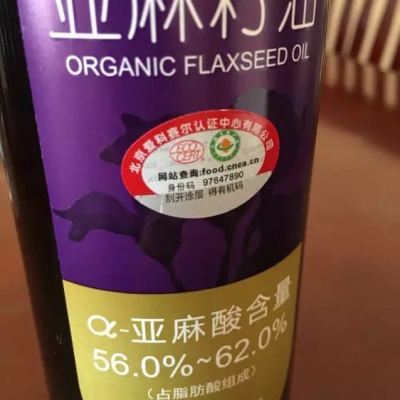 亚麻籽油
ORGANIC FLAXSEED OIL
北京爱科赛尔认证中心有限公司
ECO
CERT
网站查询:food.cnca.cn
身份码 97847890
刮开涂层 得有机码
α-亚麻酸含量
56.0%~62.0%
(占脂肪酸组成)